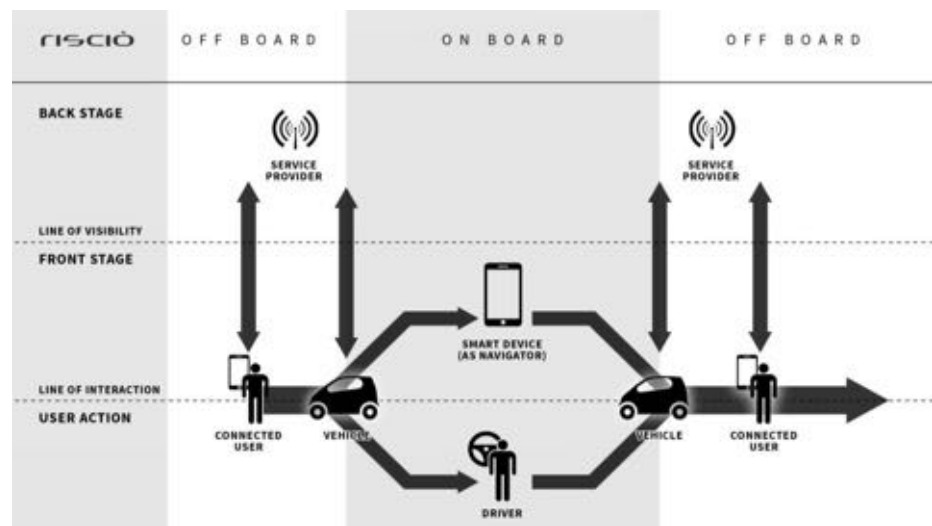 rıscıò
OFF BOARD
ON BOARD
OFF BOARD
BACK STAGE
SERVICE
PROVIDER
SERVICE
PROVIDER
LINE OF VISIBILITY
FRONT STAGE
SMART DEVICE
(AS NAVIGATOR)
LINE OF INTERACTION
USER ACTION
CONNECTED
USER
VEHICLE
VEHICLE
CONNECTED
USER
DRIVER